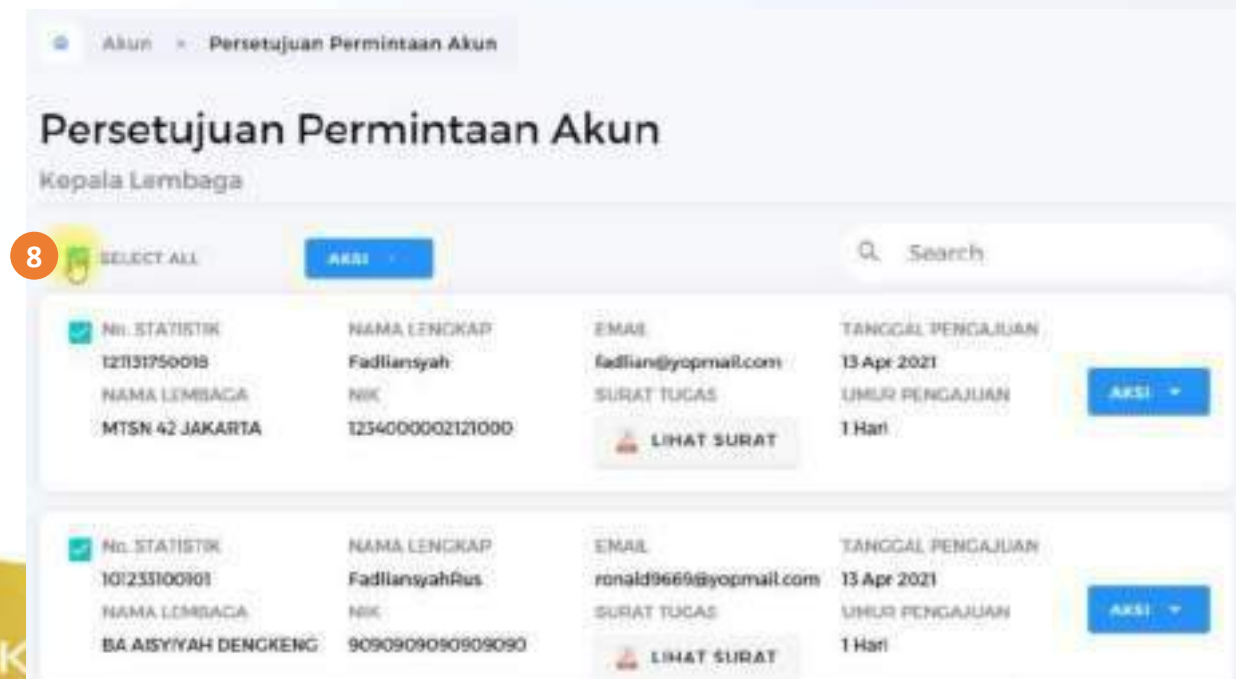 Akun > Persetujuan Permintaan Akun
Persetujuan Permintaan Akun
Kepala Lembaga
8
SELECT ALL
AKSI
Search
No. STATISTIK
NAMA LENGKAP
EMAIL
TANGGAL PENGAJUAN
121131750018
Fadliansyah
fadlian@yopmail.com
13 Apr 2021
NAMA LEMBAGA
NIK
SURAT TUGAS
UMUR PENGAJUAN
AKSI
MTSN 42 JAKARTA
1234000002121000
LIHAT SURAT
1 Hari
No. STATISTIK
NAMA LENGKAP
EMAIL
TANGGAL PENGAJUAN
101233100101
FadliansyahRus
ronald9669@yopmail.com
13 Apr 2021
NAMA LEMBAGA
NIK
SURAT TUGAS
UMUR PENGAJUAN
AKSI
BA AISYIYAH DENGKENG
9090909090909090
LIHAT SURAT
1 Hari
K